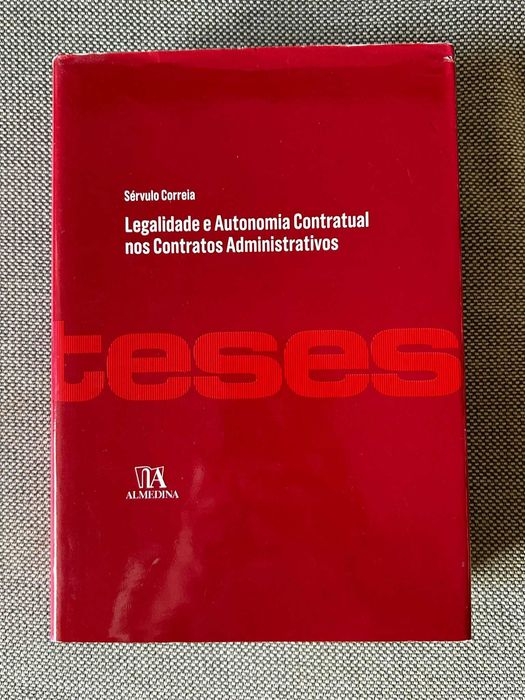 Sérvulo Correia
Legalidade e Autonomia Contratual
nos Contratos Administrativos
teses
ALMEDINA